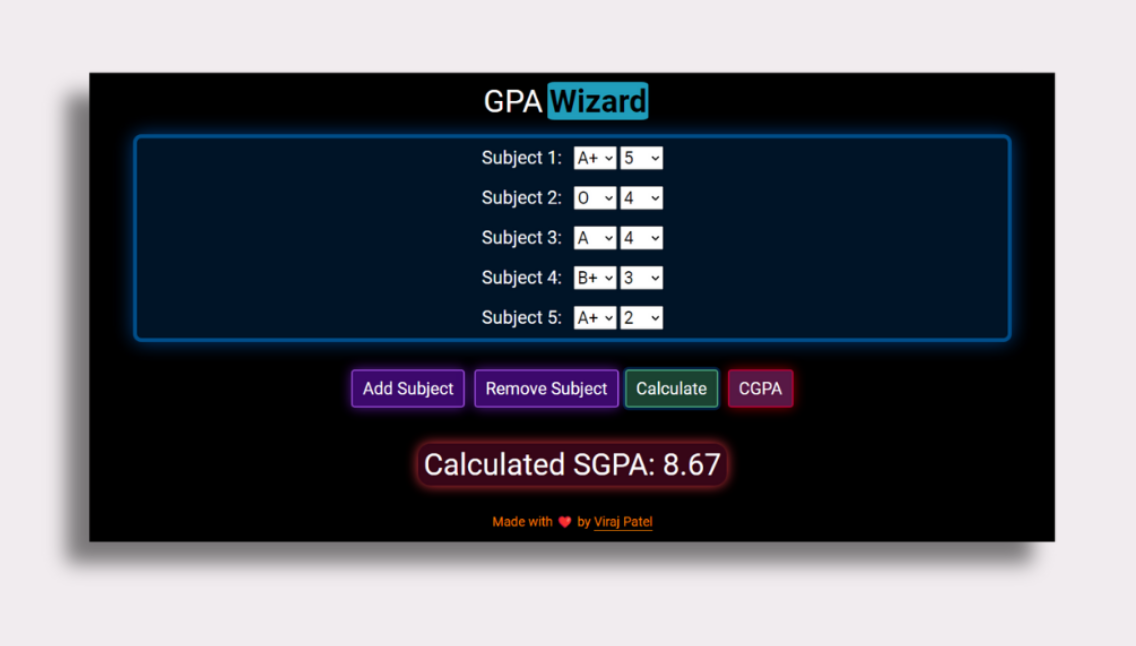 GPA Wizard
Subject 1: A+ 5
Subject 2: O 4
Subject 3: A 4
Subject 4: B+ 3
Subject 5: A+ 2
Add Subject Remove Subject Calculate CGPA
Calculated SGPA: 8.67
Made with ❤️ by Viraj Patel